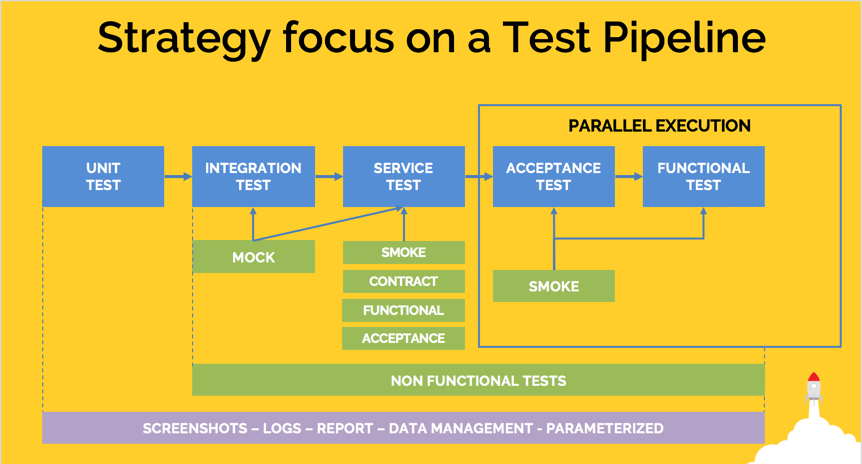 Strategy focus on a Test Pipeline
PARALLEL EXECUTION
UNIT
TEST
INTEGRATION
TEST
SERVICE
TEST
ACCEPTANCE
TEST
FUNCTIONAL
TEST
MOCK
SMOKE
CONTRACT
FUNCTIONAL
ACCEPTANCE
SMOKE
NON FUNCTIONAL TESTS
SCREENSHOTS – LOGS – REPORT – DATA MANAGEMENT - PARAMETERIZED